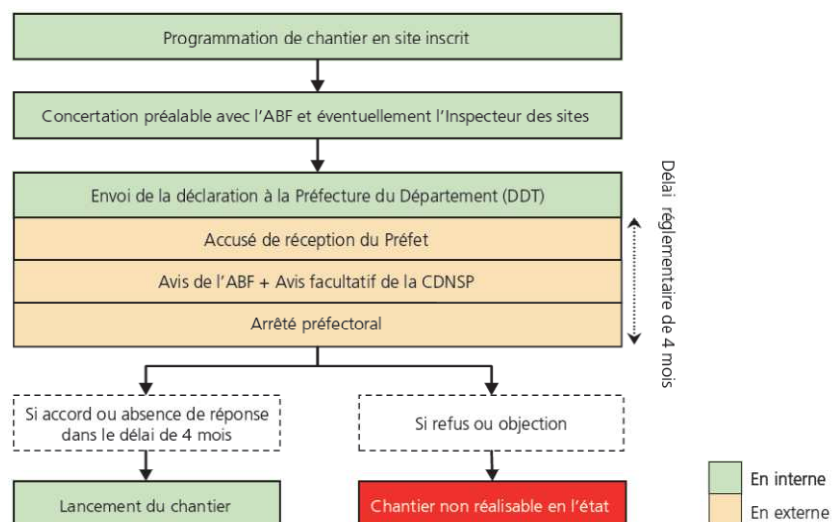 Programmation de chantier en site inscrit
Concertation préalable avec l'ABF et éventuellement l'Inspecteur des sites
Envoi de la déclaration à la Préfecture du Département (DDT)
Accusé de réception du Préfet
Avis de l'ABF + Avis facultatif de la CDNSP
Arrêté préfectoral
Délai réglementaire de 4 mois
Si accord ou absence de réponse
dans le délai de 4 mois
Si refus ou objection
Lancement du chantier
Chantier non réalisable en l'état
En interne
En externe